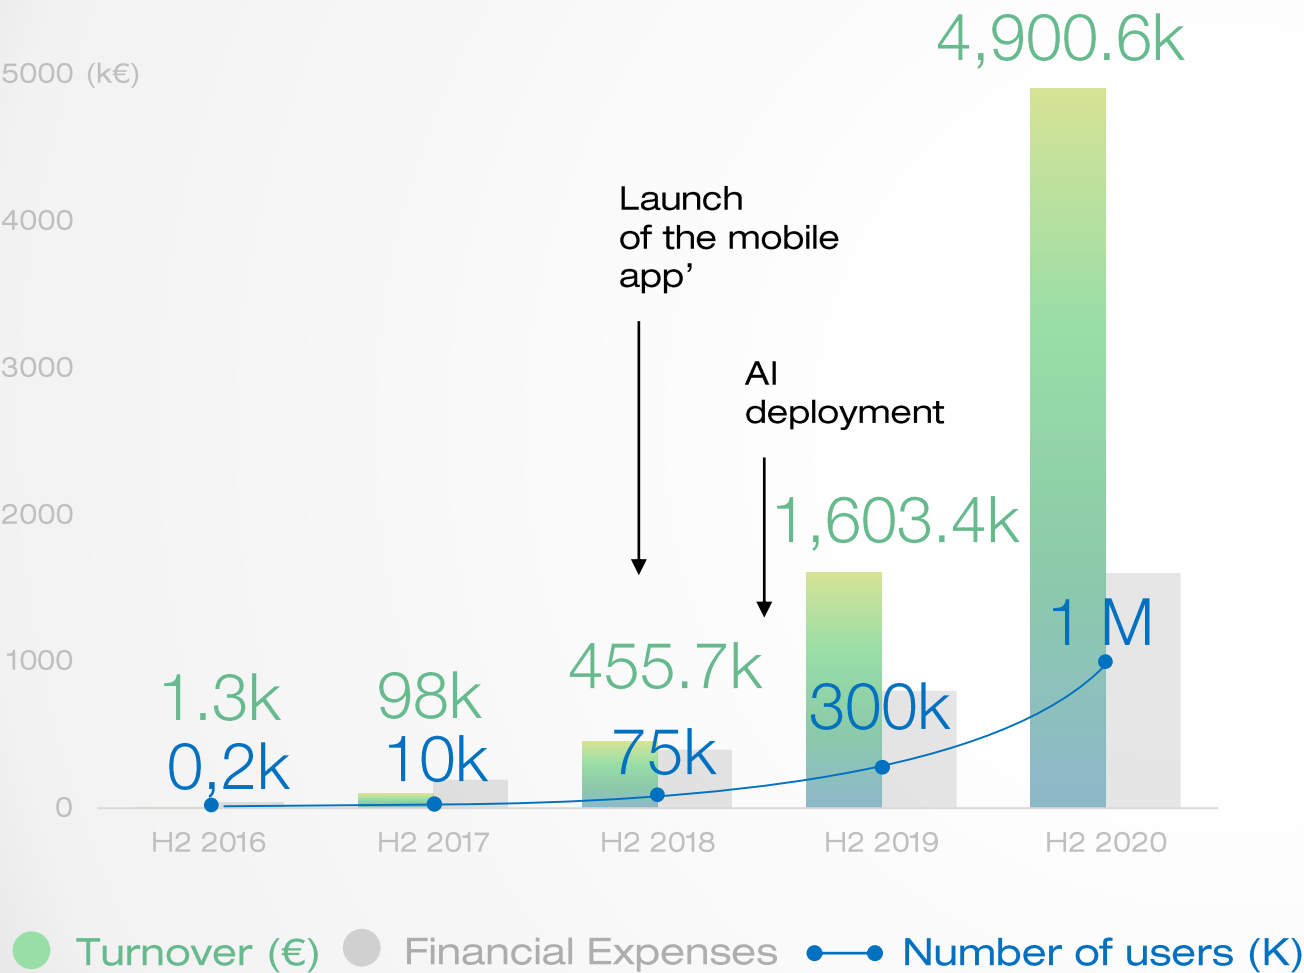 4,900.6k
5000 (k€)
Launch
of the mobile
app’
4000
AI
deployment
3000
1,603.4k
2000
455.7k
1 M
1000
1.3k
98k
300k
0,2k
10k
75k
0
H2 2016
H2 2017
H2 2018
H2 2019
H2 2020
Turnover (€)
Financial Expenses
Number of users (K)